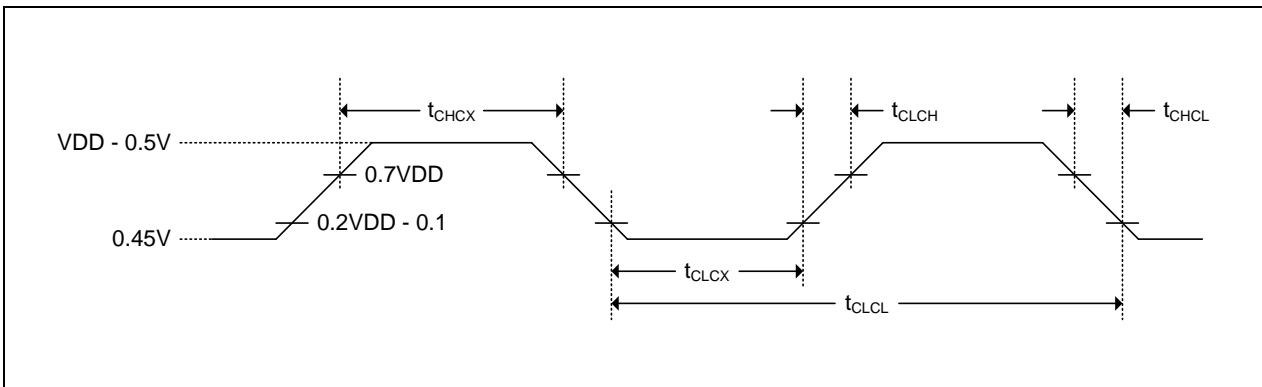 tCHCX
tCLCH
tCHCL
VDD - 0.5V
0.7VDD
0.2VDD - 0.1
0.45V
tCLCX
tCLCL